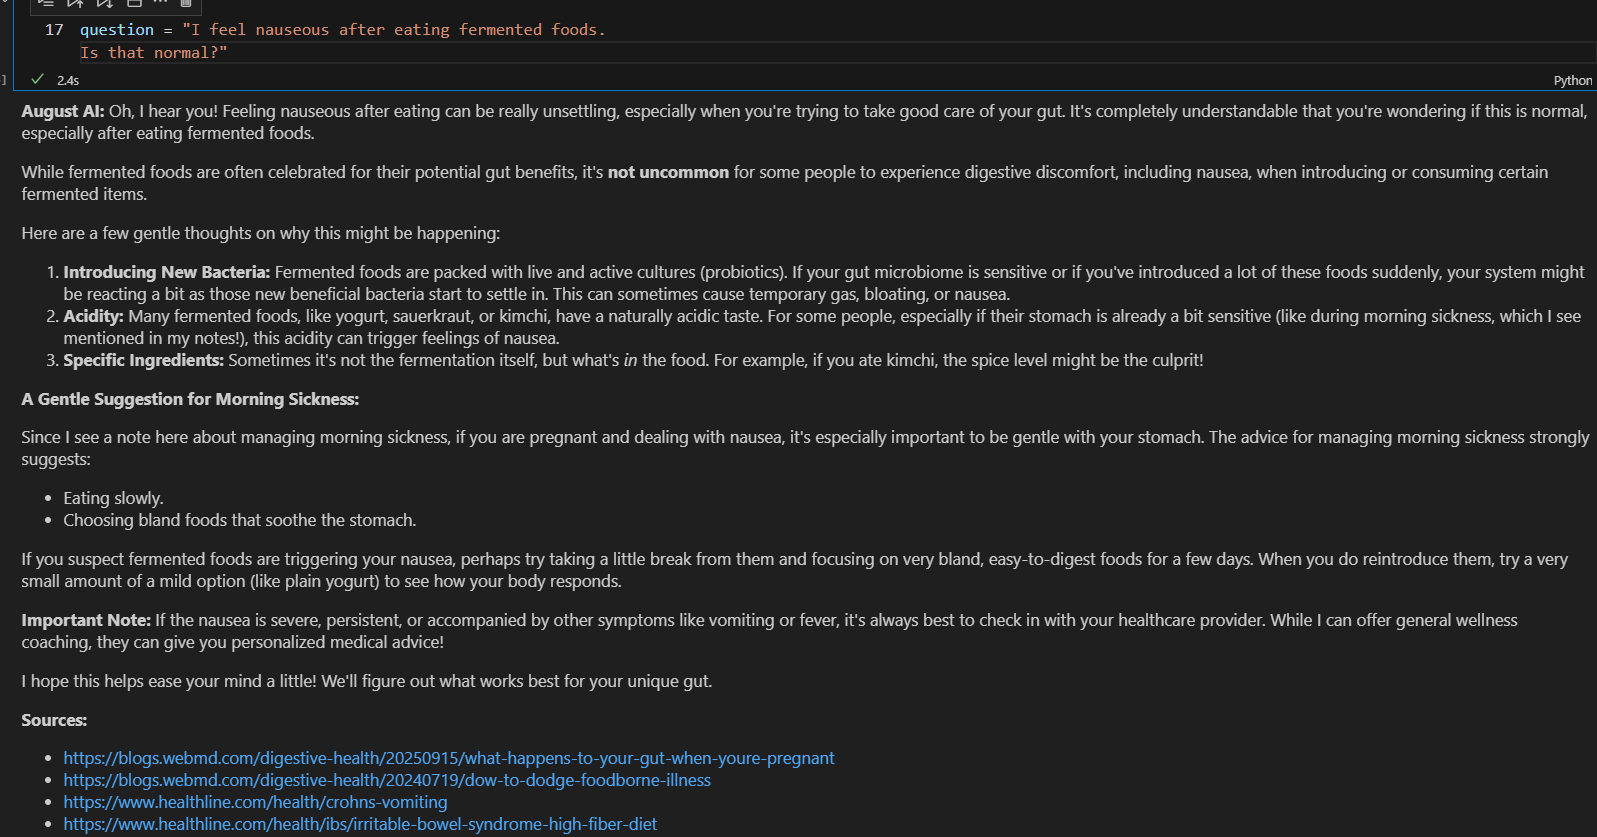 17 question = "I feel nauseous after eating fermented foods.
Is that normal?"
2.4s
Python
August AI: Oh, I hear you! Feeling nauseous after eating can be really unsettling, especially when you're trying to take good care of your gut. It's completely understandable that you're wondering if this is normal,
especially after eating fermented foods.
While fermented foods are often celebrated for their potential gut benefits, it's not uncommon for some people to experience digestive discomfort, including nausea, when introducing or consuming certain
fermented items.
Here are a few gentle thoughts on why this might be happening:
1. Introducing New Bacteria: Fermented foods are packed with live and active cultures (probiotics). If your gut microbiome is sensitive or if you've introduced a lot of these foods suddenly, your system might
be reacting a bit as those new beneficial bacteria start to settle in. This can sometimes cause temporary gas, bloating, or nausea.
2. Acidity: Many fermented foods, like yogurt, sauerkraut, or kimchi, have a naturally acidic taste. For some people, especially if their stomach is already a bit sensitive (like during morning sickness, which I see
mentioned in my notes!), this acidity can trigger feelings of nausea.
3. Specific Ingredients: Sometimes it's not the fermentation itself, but what's in the food. For example, if you ate kimchi, the spice level might be the culprit!
A Gentle Suggestion for Morning Sickness:
Since I see a note here about managing morning sickness, if you are pregnant and dealing with nausea, it's especially important to be gentle with your stomach. The advice for managing morning sickness strongly
suggests:
• Eating slowly.
• Choosing bland foods that soothe the stomach.
If you suspect fermented foods are triggering your nausea, perhaps try taking a little break from them and focusing on very bland, easy-to-digest foods for a few days. When you do reintroduce them, try a very
small amount of a mild option (like plain yogurt) to see how your body responds.
Important Note: If the nausea is severe, persistent, or accompanied by other symptoms like vomiting or fever, it's always best to check in with your healthcare provider. While I can offer general wellness
coaching, they can give you personalized medical advice!
I hope this helps ease your mind a little! We'll figure out what works best for your unique gut.
Sources:
• https://blogs.webmd.com/digestive-health/20250915/what-happens-to-your-gut-when-youre-pregnant
• https://blogs.webmd.com/digestive-health/20240719/dow-to-dodge-foodborne-illness
• https://www.healthline.com/health/crohns-vomiting
• https://www.healthline.com/health/ibs/irritable-bowel-syndrome-high-fiber-diet